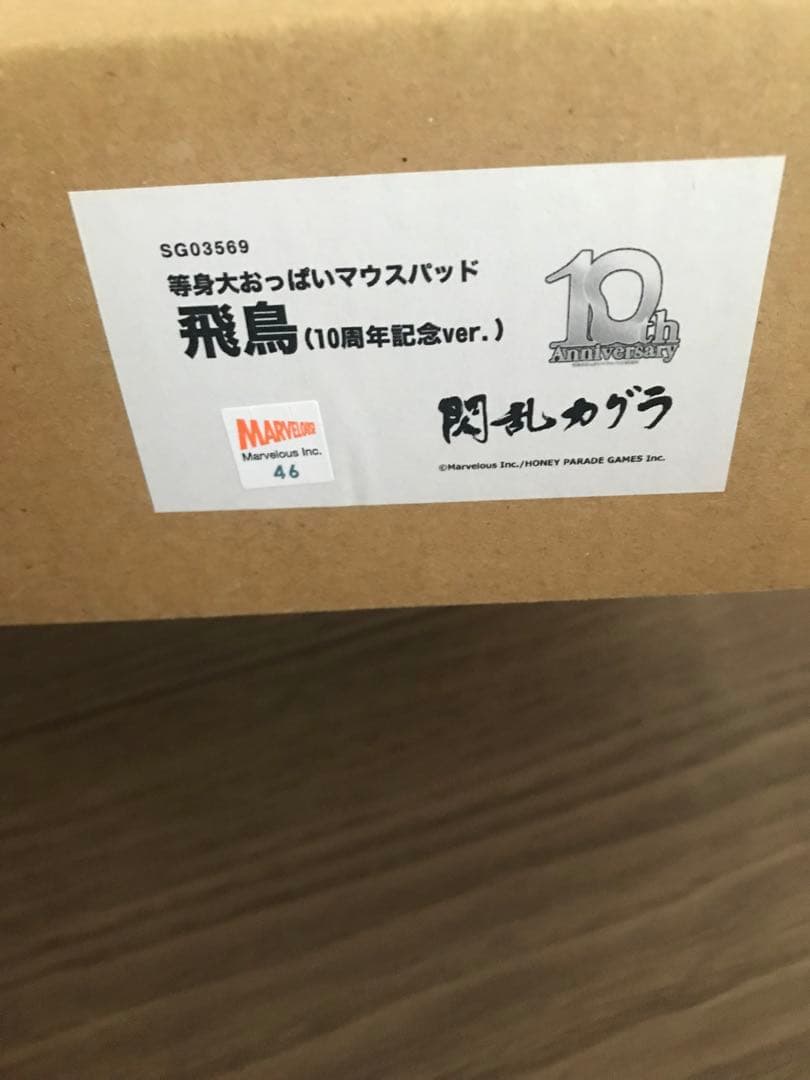 SG03569
等身大おっぱいマウスパッド
飛鳥(10周年記念ver.)
10th
Anniversary
閃乱カグラ
©Marvelous Inc./HONEY PARADE GAMES Inc.
MARVELOUS!
Marvelous Inc.
46